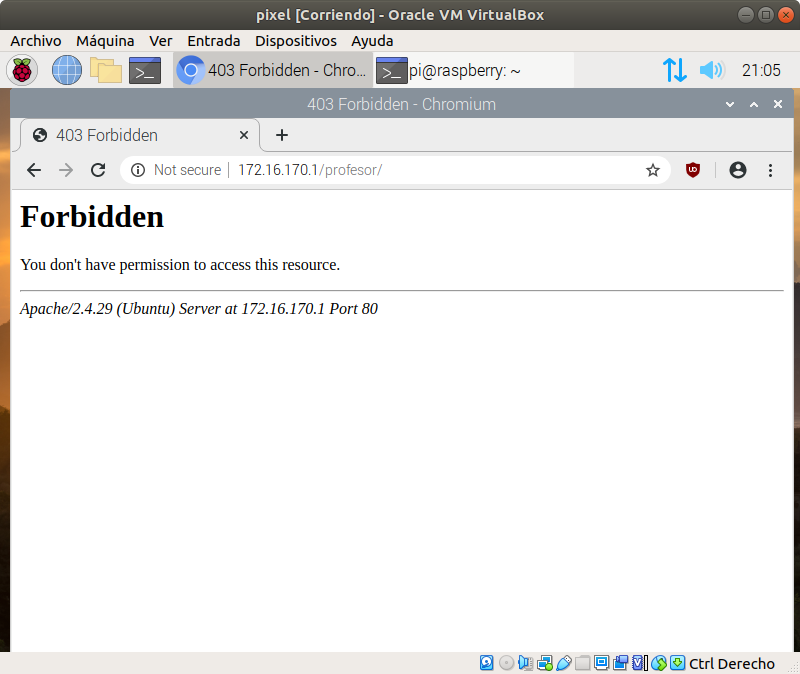 pixel [Corriendo] - Oracle VM VirtualBox
Archivo Máquina Ver Entrada Dispositivos Ayuda
403 Forbidden - Chro... pi@raspberry: ~ 21:05
403 Forbidden - Chromium
403 Forbidden
Not secure 172.16.170.1/profesor/
Forbidden
You don't have permission to access this resource.
Apache/2.4.29 (Ubuntu) Server at 172.16.170.1 Port 80
Ctrl Derecho